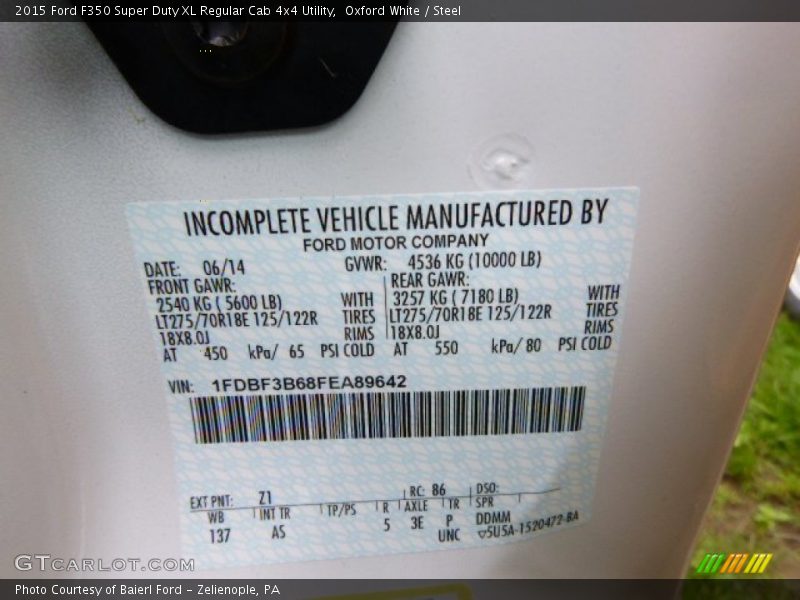 2015 Ford F350 Super Duty XL Regular Cab 4x4 Utility,  Oxford White / Steel
INCOMPLETE VEHICLE MANUFACTURED BY
FORD MOTOR COMPANY
DATE: 06/14 GVWR: 4536 KG (10000 LB)
FRONT GAWR: REAR GAWR:
2540 KG ( 5600 LB) WITH 3257 KG ( 7180 LB) WITH
LT275/70R18E 125/122R TIRES LT275/70R18E 125/122R TIRES
18X8.0J RIMS 18X8.0J RIMS
AT 450 kPa/ 65 PSI COLD AT 550 kPa/ 80 PSI COLD
VIN: 1FDBF3B68FEA89642
EXT PNT: Z1 RC: 86 DSO:
WB INT TR TP/PS R AXLE TR SPR
137 AS 5 3E P DDMM
UNC 5U5A-1520472-BA
GTCARLOT.COM
Photo Courtesy of Baierl Ford - Zelienople, PA